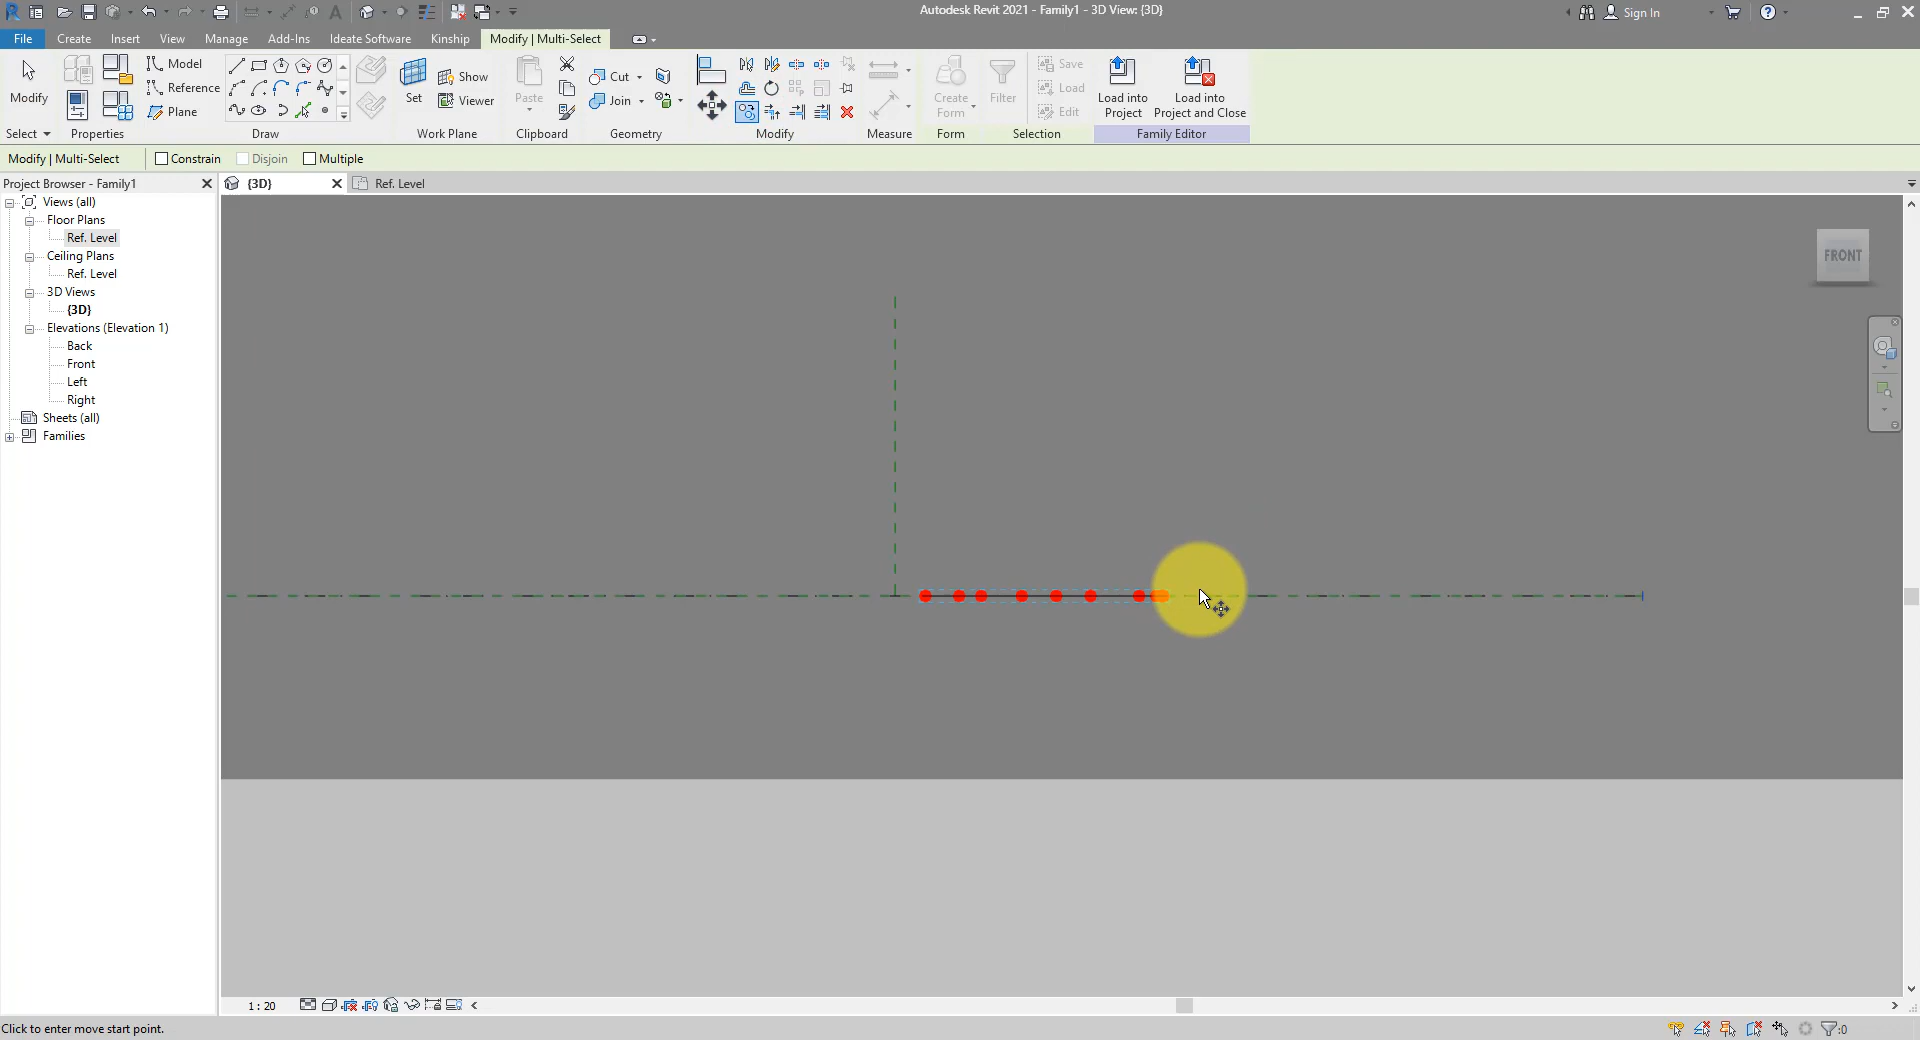 Autodesk Revit 2021 - Family1 - 3D View: {3D}
Sign In
File Create Insert View Manage Add-Ins Ideate Software Kinship Modify | Multi-Select
Modify
Select
Properties
Model
Reference
Plane
Draw
Set
Show
Viewer
Work Plane
Paste
Clipboard
Cut
Join
Geometry
Modify
Measure
Create
Form
Form
Filter
Save
Load
Edit
Selection
Load into
Project
Load into
Project and Close
Family Editor
Modify | Multi-Select Constrain Disjoin Multiple
Project Browser - Family1
{3D} Ref. Level
Views (all)
Floor Plans
Ref. Level
Ceiling Plans
Ref. Level
3D Views
{3D}
Elevations (Elevation 1)
Back
Front
Left
Right
Sheets (all)
Families
FRONT
1 : 20
Click to enter move start point.
:0